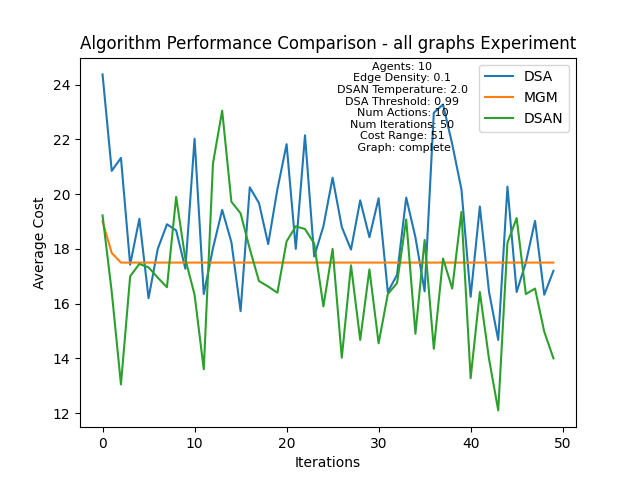 Algorithm Performance Comparison - all graphs Experiment
Agents: 10
Edge Density: 0.1
DSAN Temperature: 2.0
DSA Threshold: 0.99
Num Actions: 10
Num Iterations: 50
Cost Range: 51
Graph: complete
DSA
MGM
DSAN
Average Cost
24
22
20
18
16
14
12
0
10
20
30
40
50
Iterations